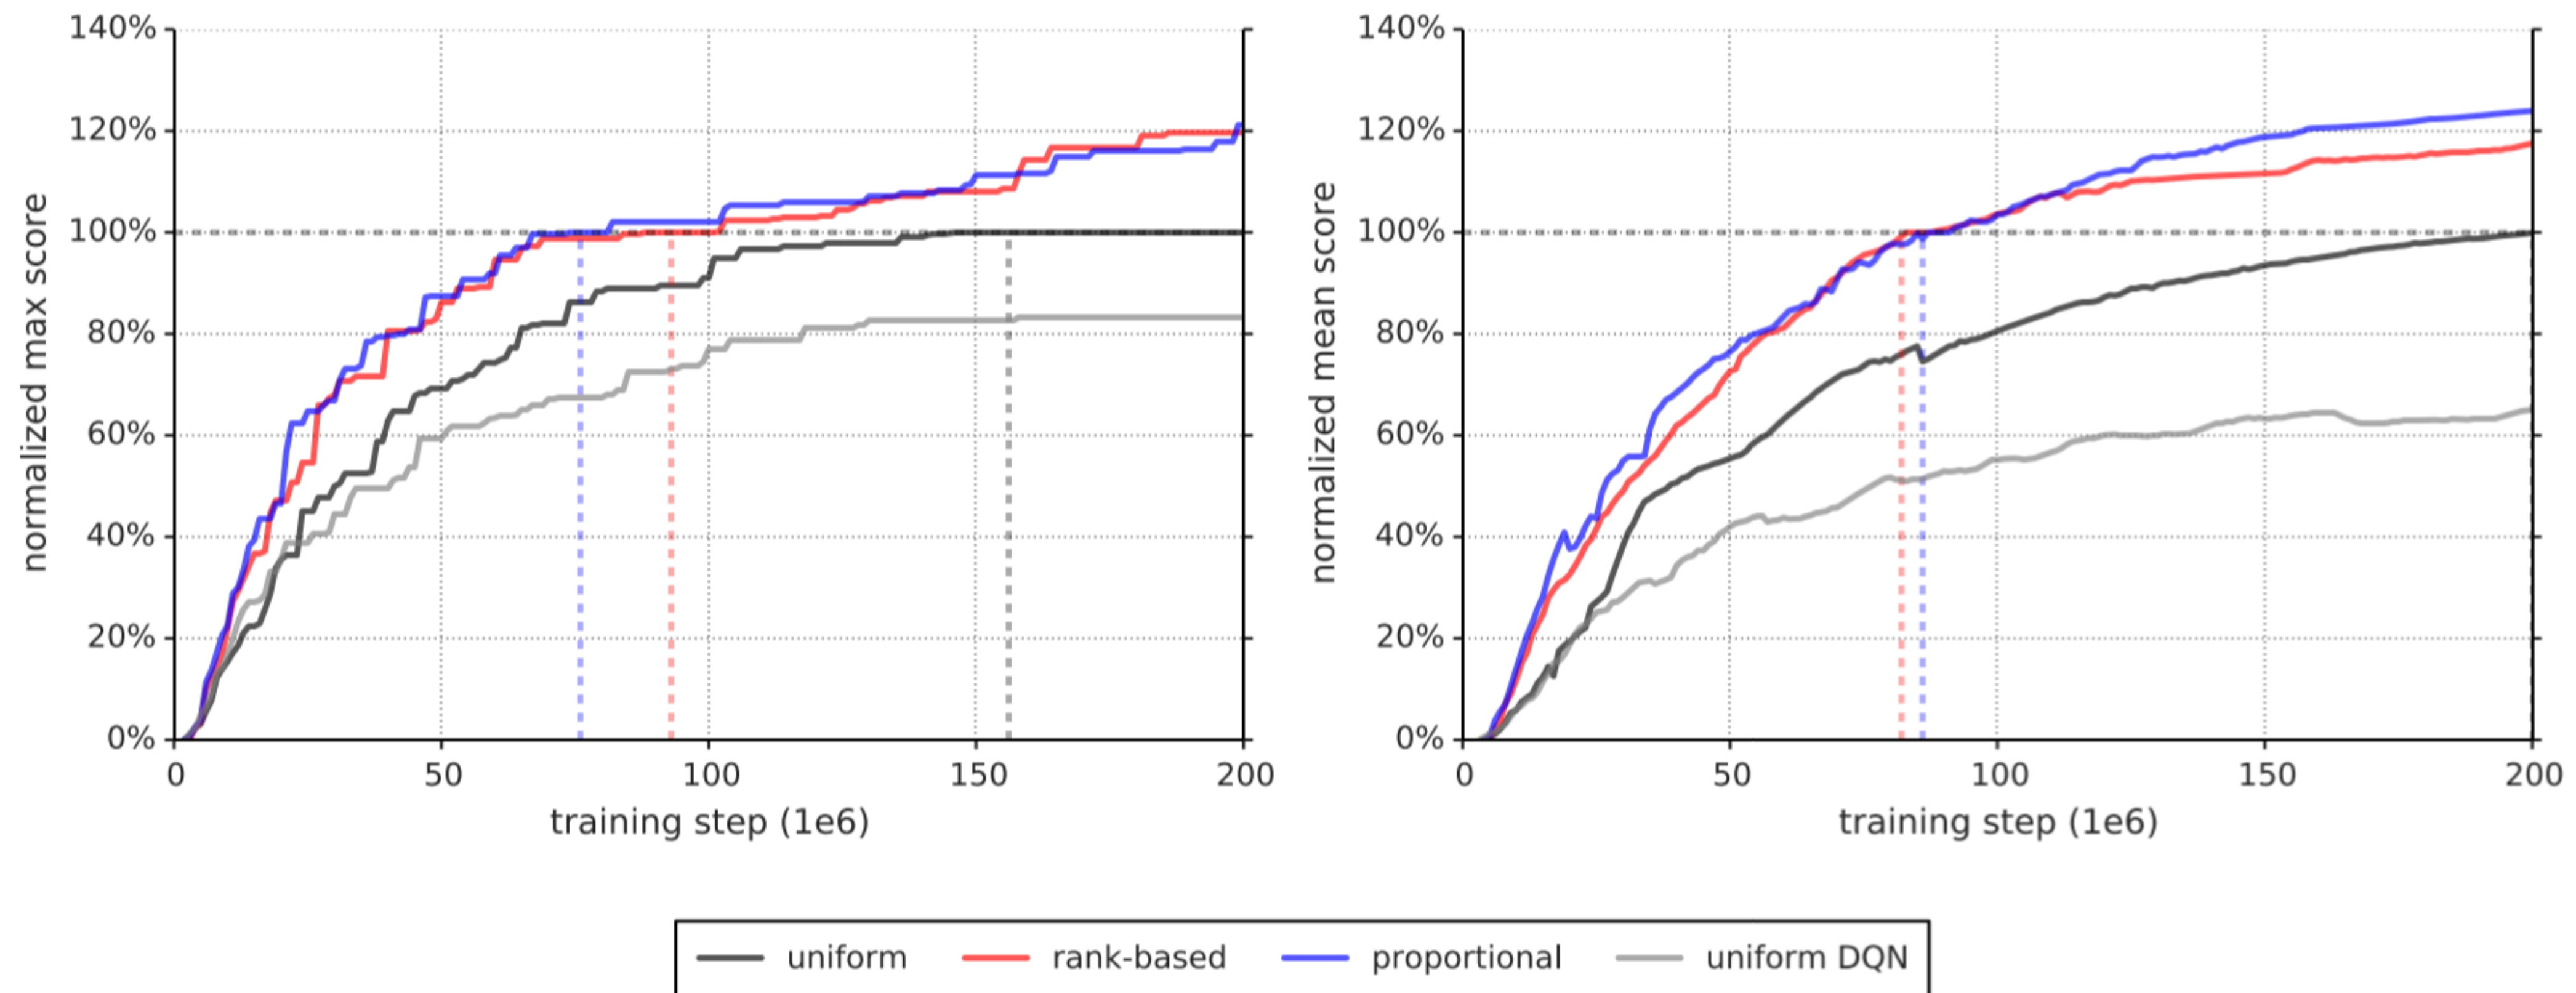 140%
120%
100%
80%
60%
40%
20%
0%
normalized max score
0 50 100 150 200
training step (1e6)
140%
120%
100%
80%
60%
40%
20%
0%
normalized mean score
0 50 100 150 200
training step (1e6)
uniform rank-based proportional uniform DQN